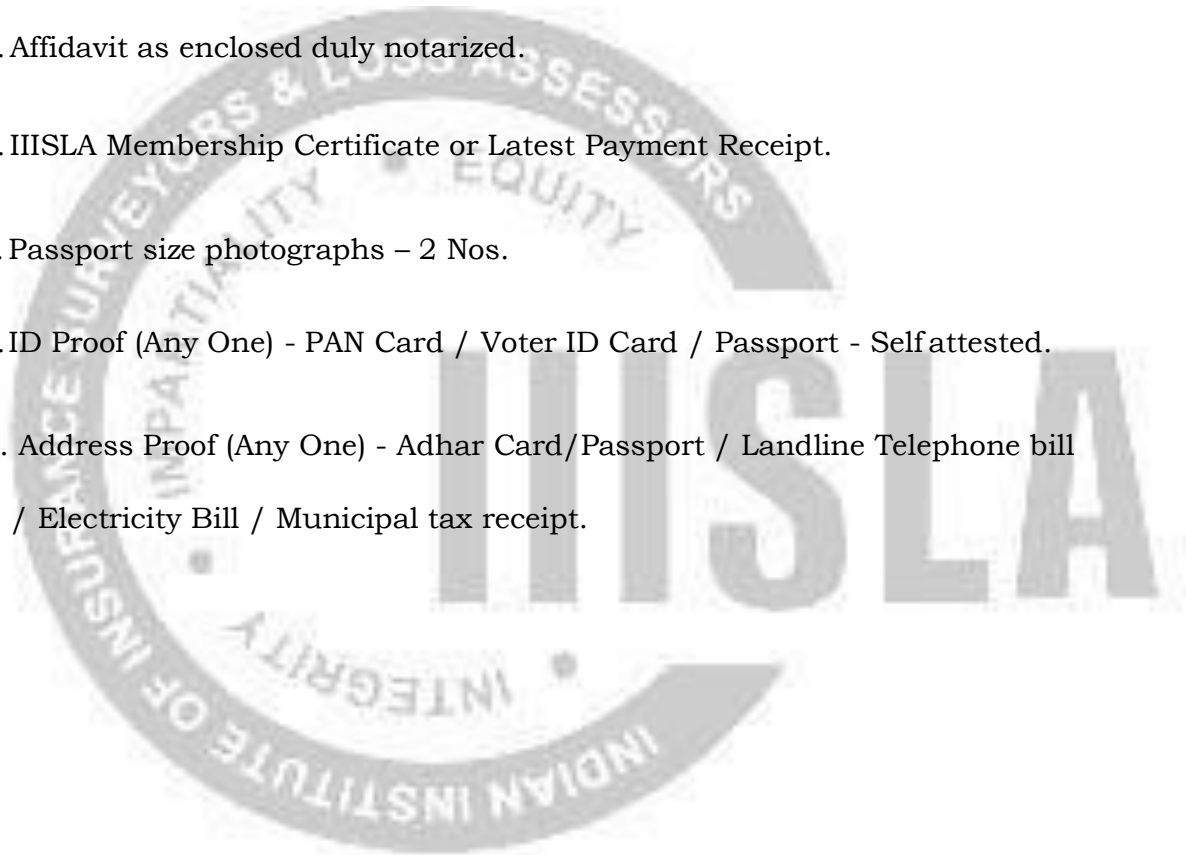 . Affidavit as enclosed duly notarized.
. IIISLA Membership Certificate or Latest Payment Receipt.
. Passport size photographs – 2 Nos.
. ID Proof (Any One) - PAN Card / Voter ID Card / Passport - Self attested.
. Address Proof (Any One) - Adhar Card/Passport / Landline Telephone bill
/ Electricity Bill / Municipal tax receipt.
INDIAN INSTITUTE OF INSURANCE SURVEYORS & LOSS ASSESSORS
INTEGRITY • IMPARTIALITY • EQUITY •
IIISLA